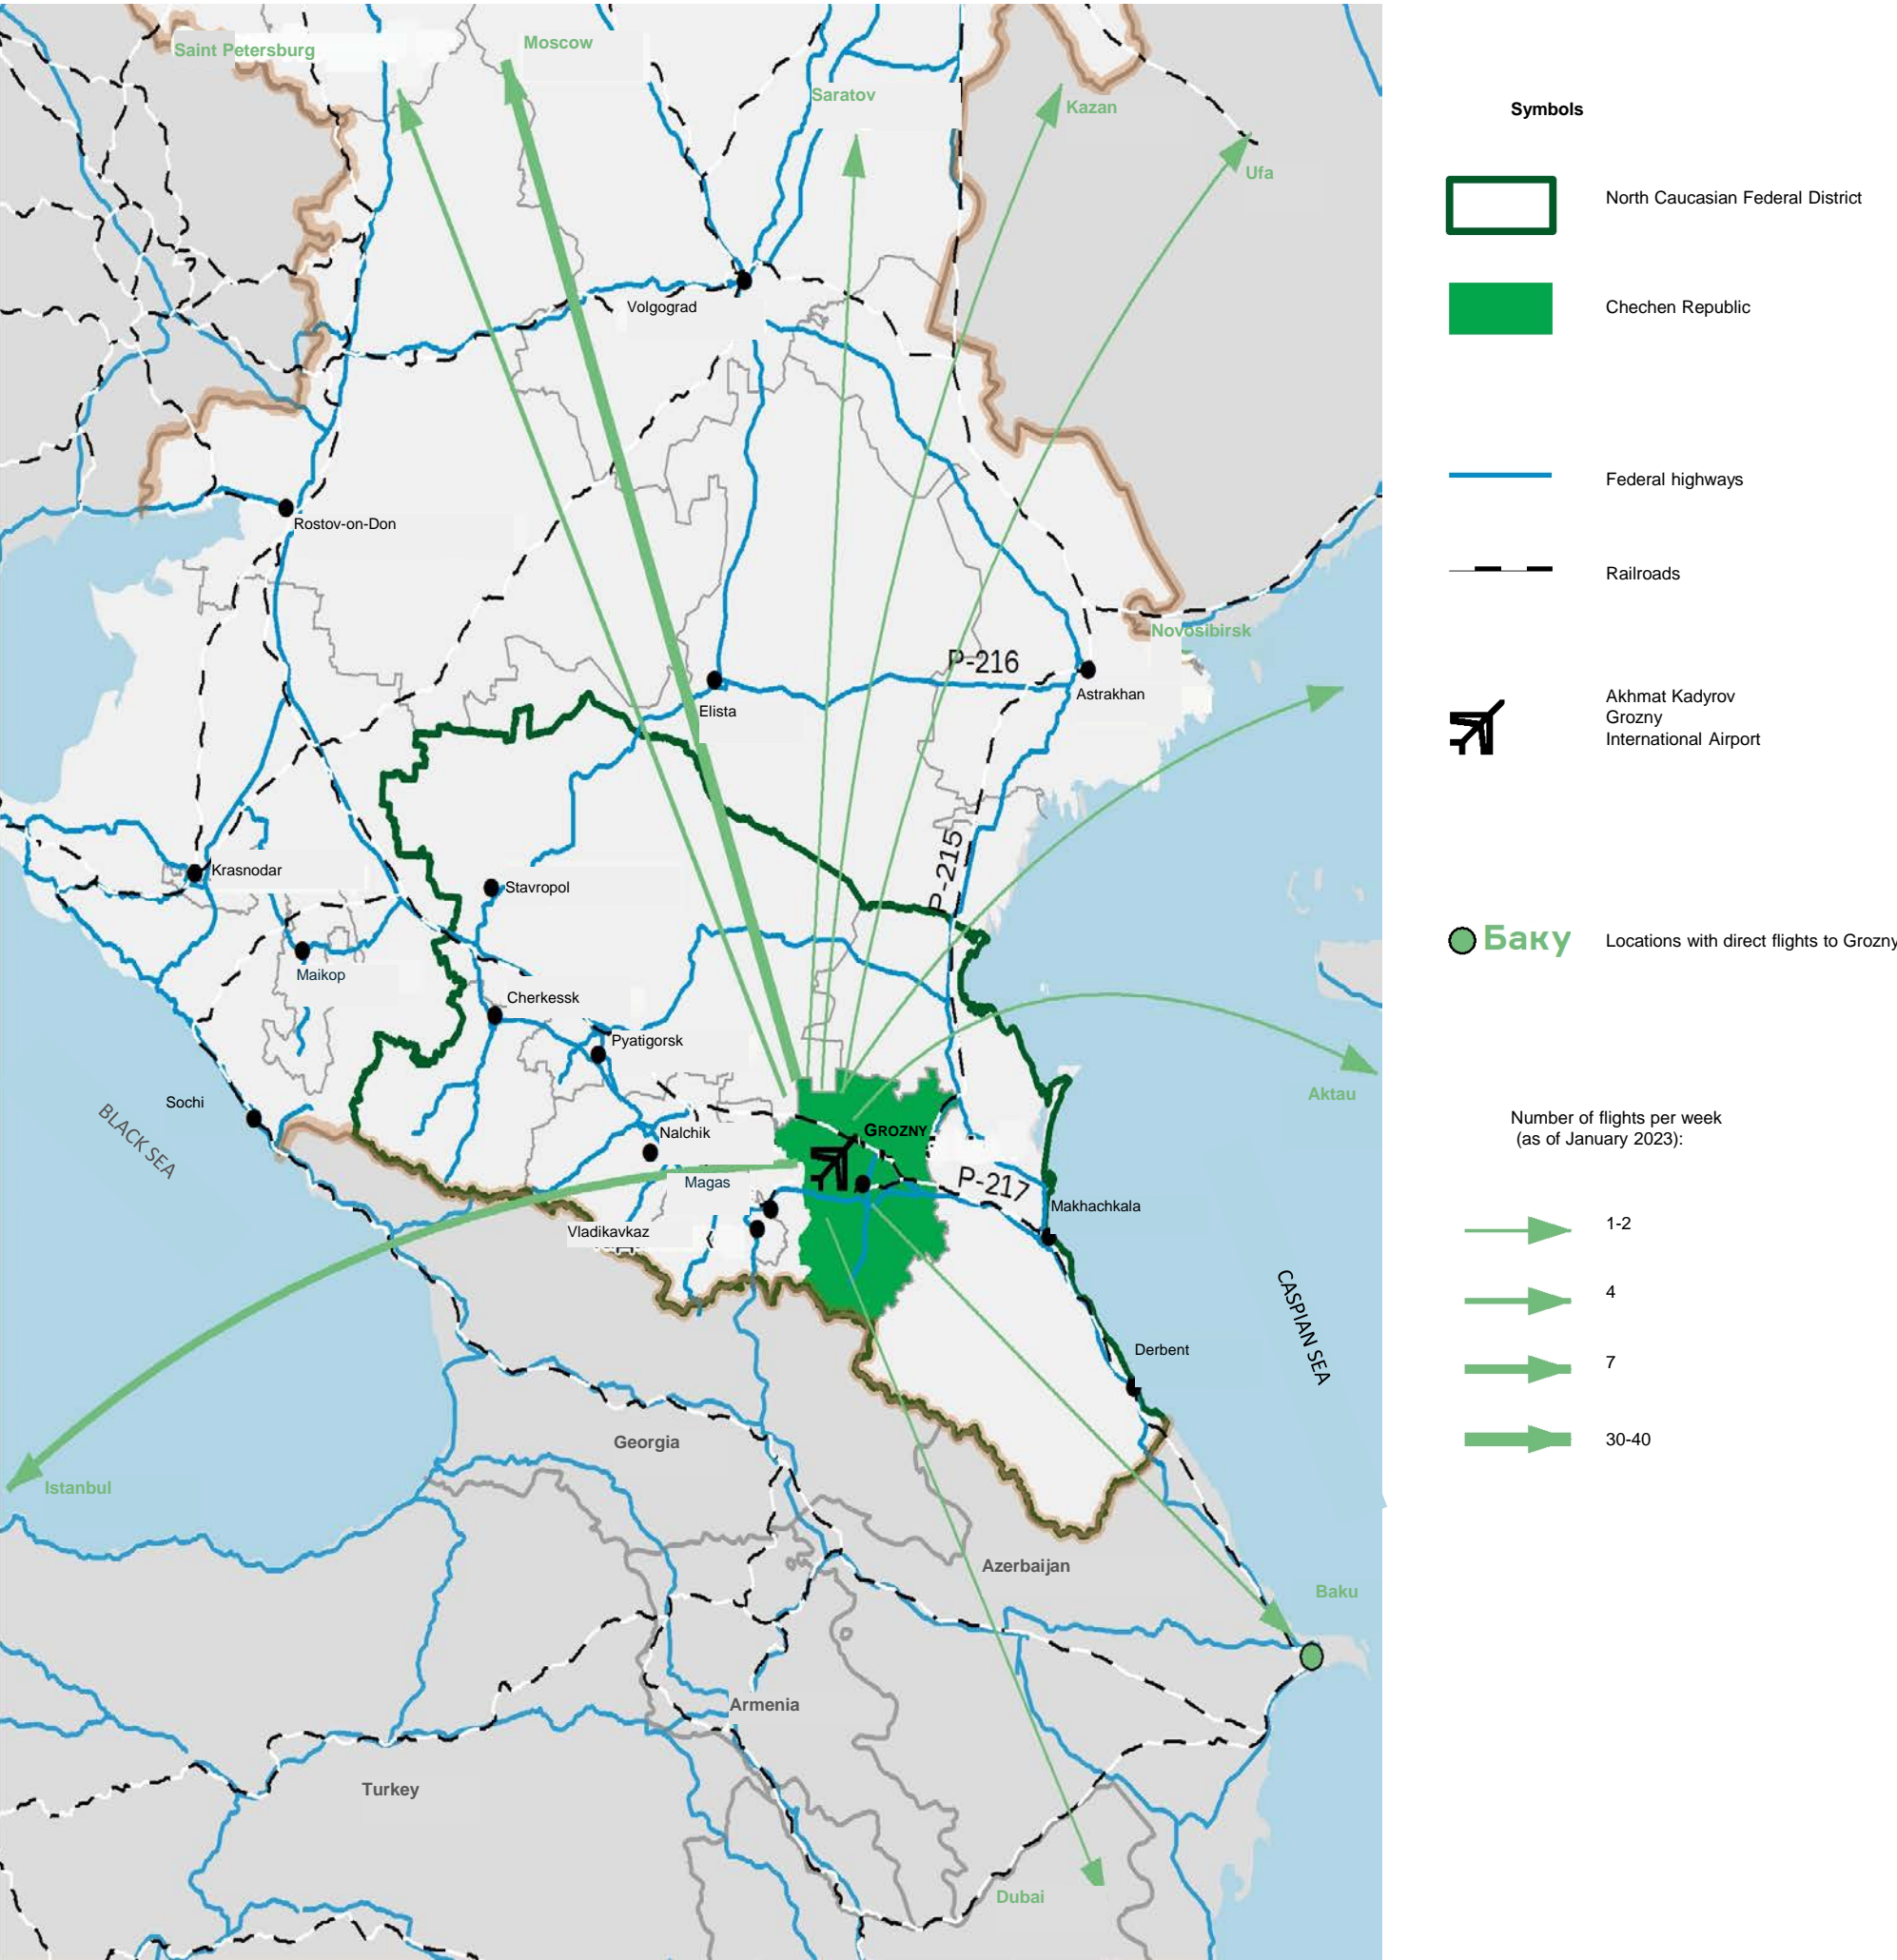 Saint Petersburg
Moscow
Saratov
Kazan
Ufa
Volgograd
Rostov-on-Don
Novosibirsk
P-216
Astrakhan
Elista
P-215
Krasnodar
Stavropol
Maikop
Cherkessk
Pyatigorsk
Sochi
BLACK SEA
Aktau
Nalchik
GROZNY
Magas
P-217
Makhachkala
Vladikavkaz
CASPIAN SEA
Derbent
Georgia
Istanbul
Azerbaijan
Baku
Armenia
Turkey
Dubai
Symbols
North Caucasian Federal District
Chechen Republic
Federal highways
Railroads
Akhmat Kadyrov
Grozny
International Airport
Баку Locations with direct flights to Grozny
Number of flights per week
(as of January 2023):
1-2
4
7
30-40